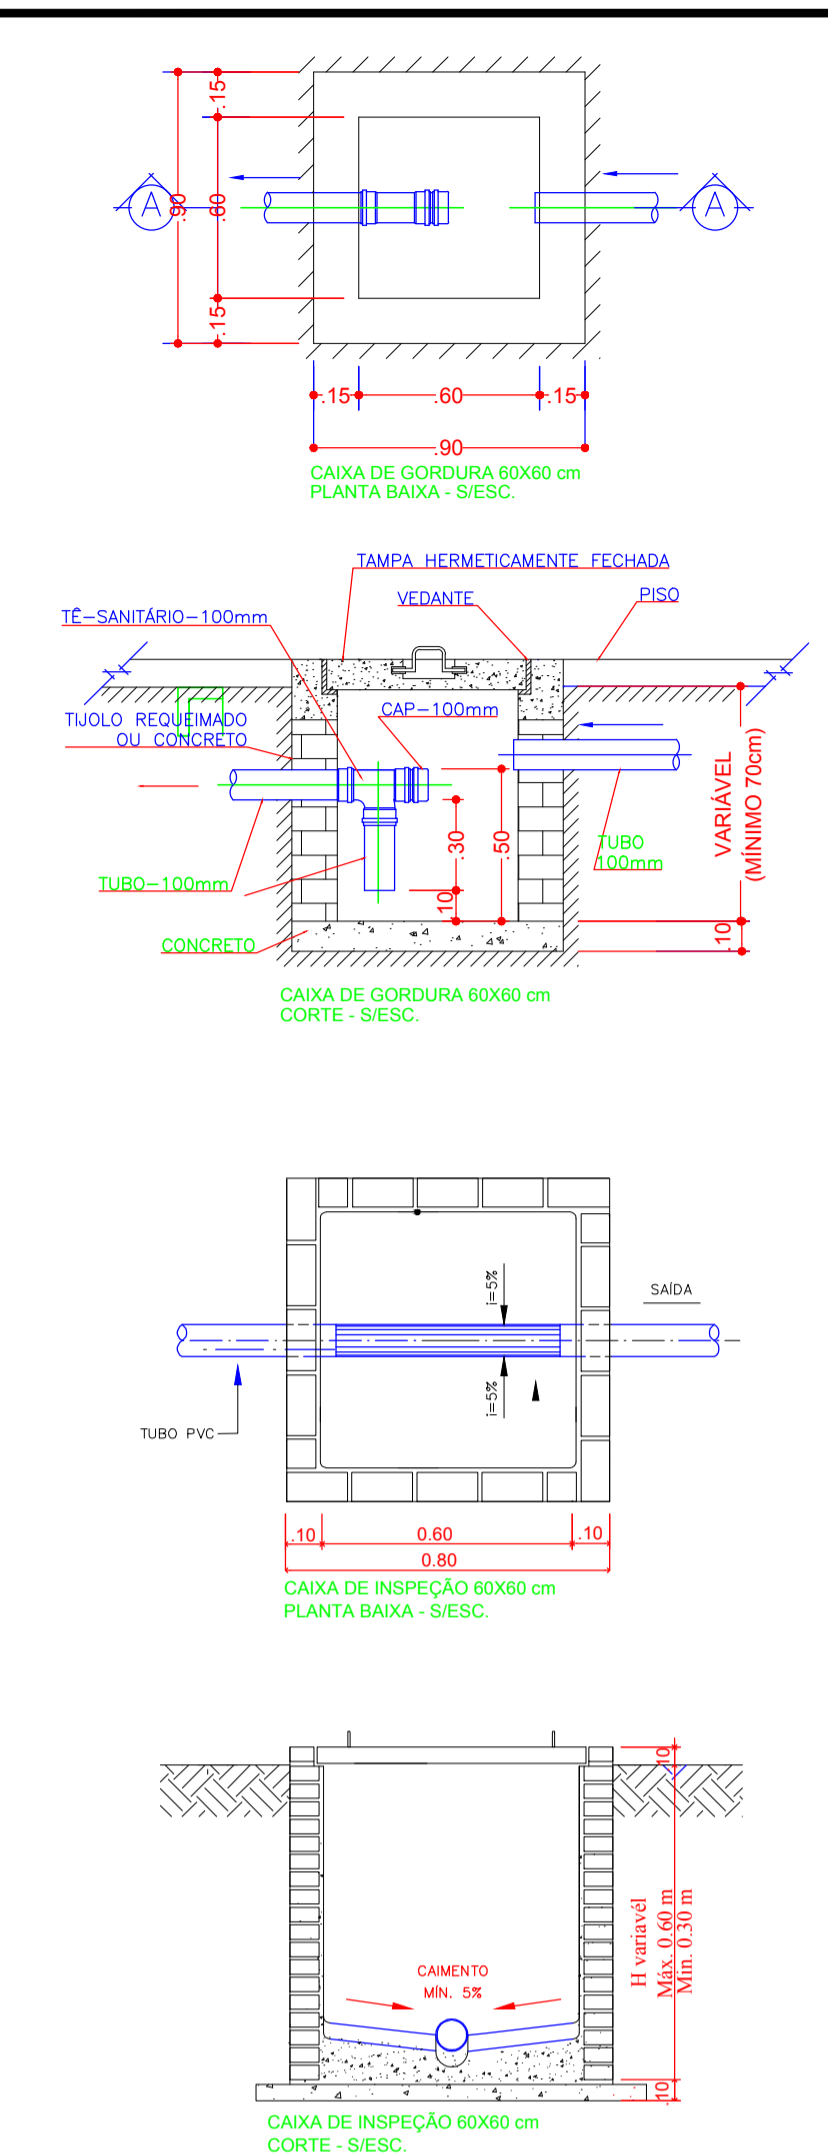 .15
.90
.60
.15
A
A
.15
.60
.15
.90
CAIXA DE GORDURA 60X60 cm
PLANTA BAIXA - S/ESC.
TAMPA HERMETICAMENTE FECHADA
VEDANTE
PISO
TÊ-SANITÁRIO-100mm
CAP-100mm
TIJOLO REQUEIMADO
OU CONCRETO
VARIÁVEL
(MÍNIMO 70cm)
.30
.50
TUBO
100mm
TUBO-100mm
.10
.10
CONCRETO
CAIXA DE GORDURA 60X60 cm
CORTE - S/ESC.
i=5%
SAÍDA
i=5%
TUBO PVC
.10
0.60
.10
0.80
CAIXA DE INSPEÇÃO 60X60 cm
PLANTA BAIXA - S/ESC.
.10
H variavél
Máx. 0.60 m
Min. 0.30 m
CAIMENTO
MÍN. 5%
.10
CAIXA DE INSPEÇÃO 60X60 cm
CORTE - S/ESC.